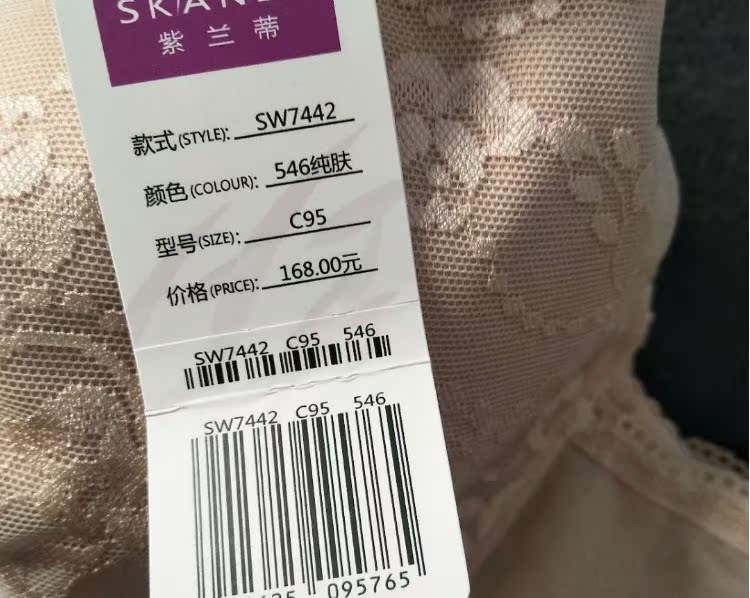 紫兰蒂
款式(STYLE): SW7442
颜色(COLOUR): 546纯肤
型号(SIZE): C95
价格(PRICE): 168.00元
SW7442 C95 546
SW7442 C95 546
095765